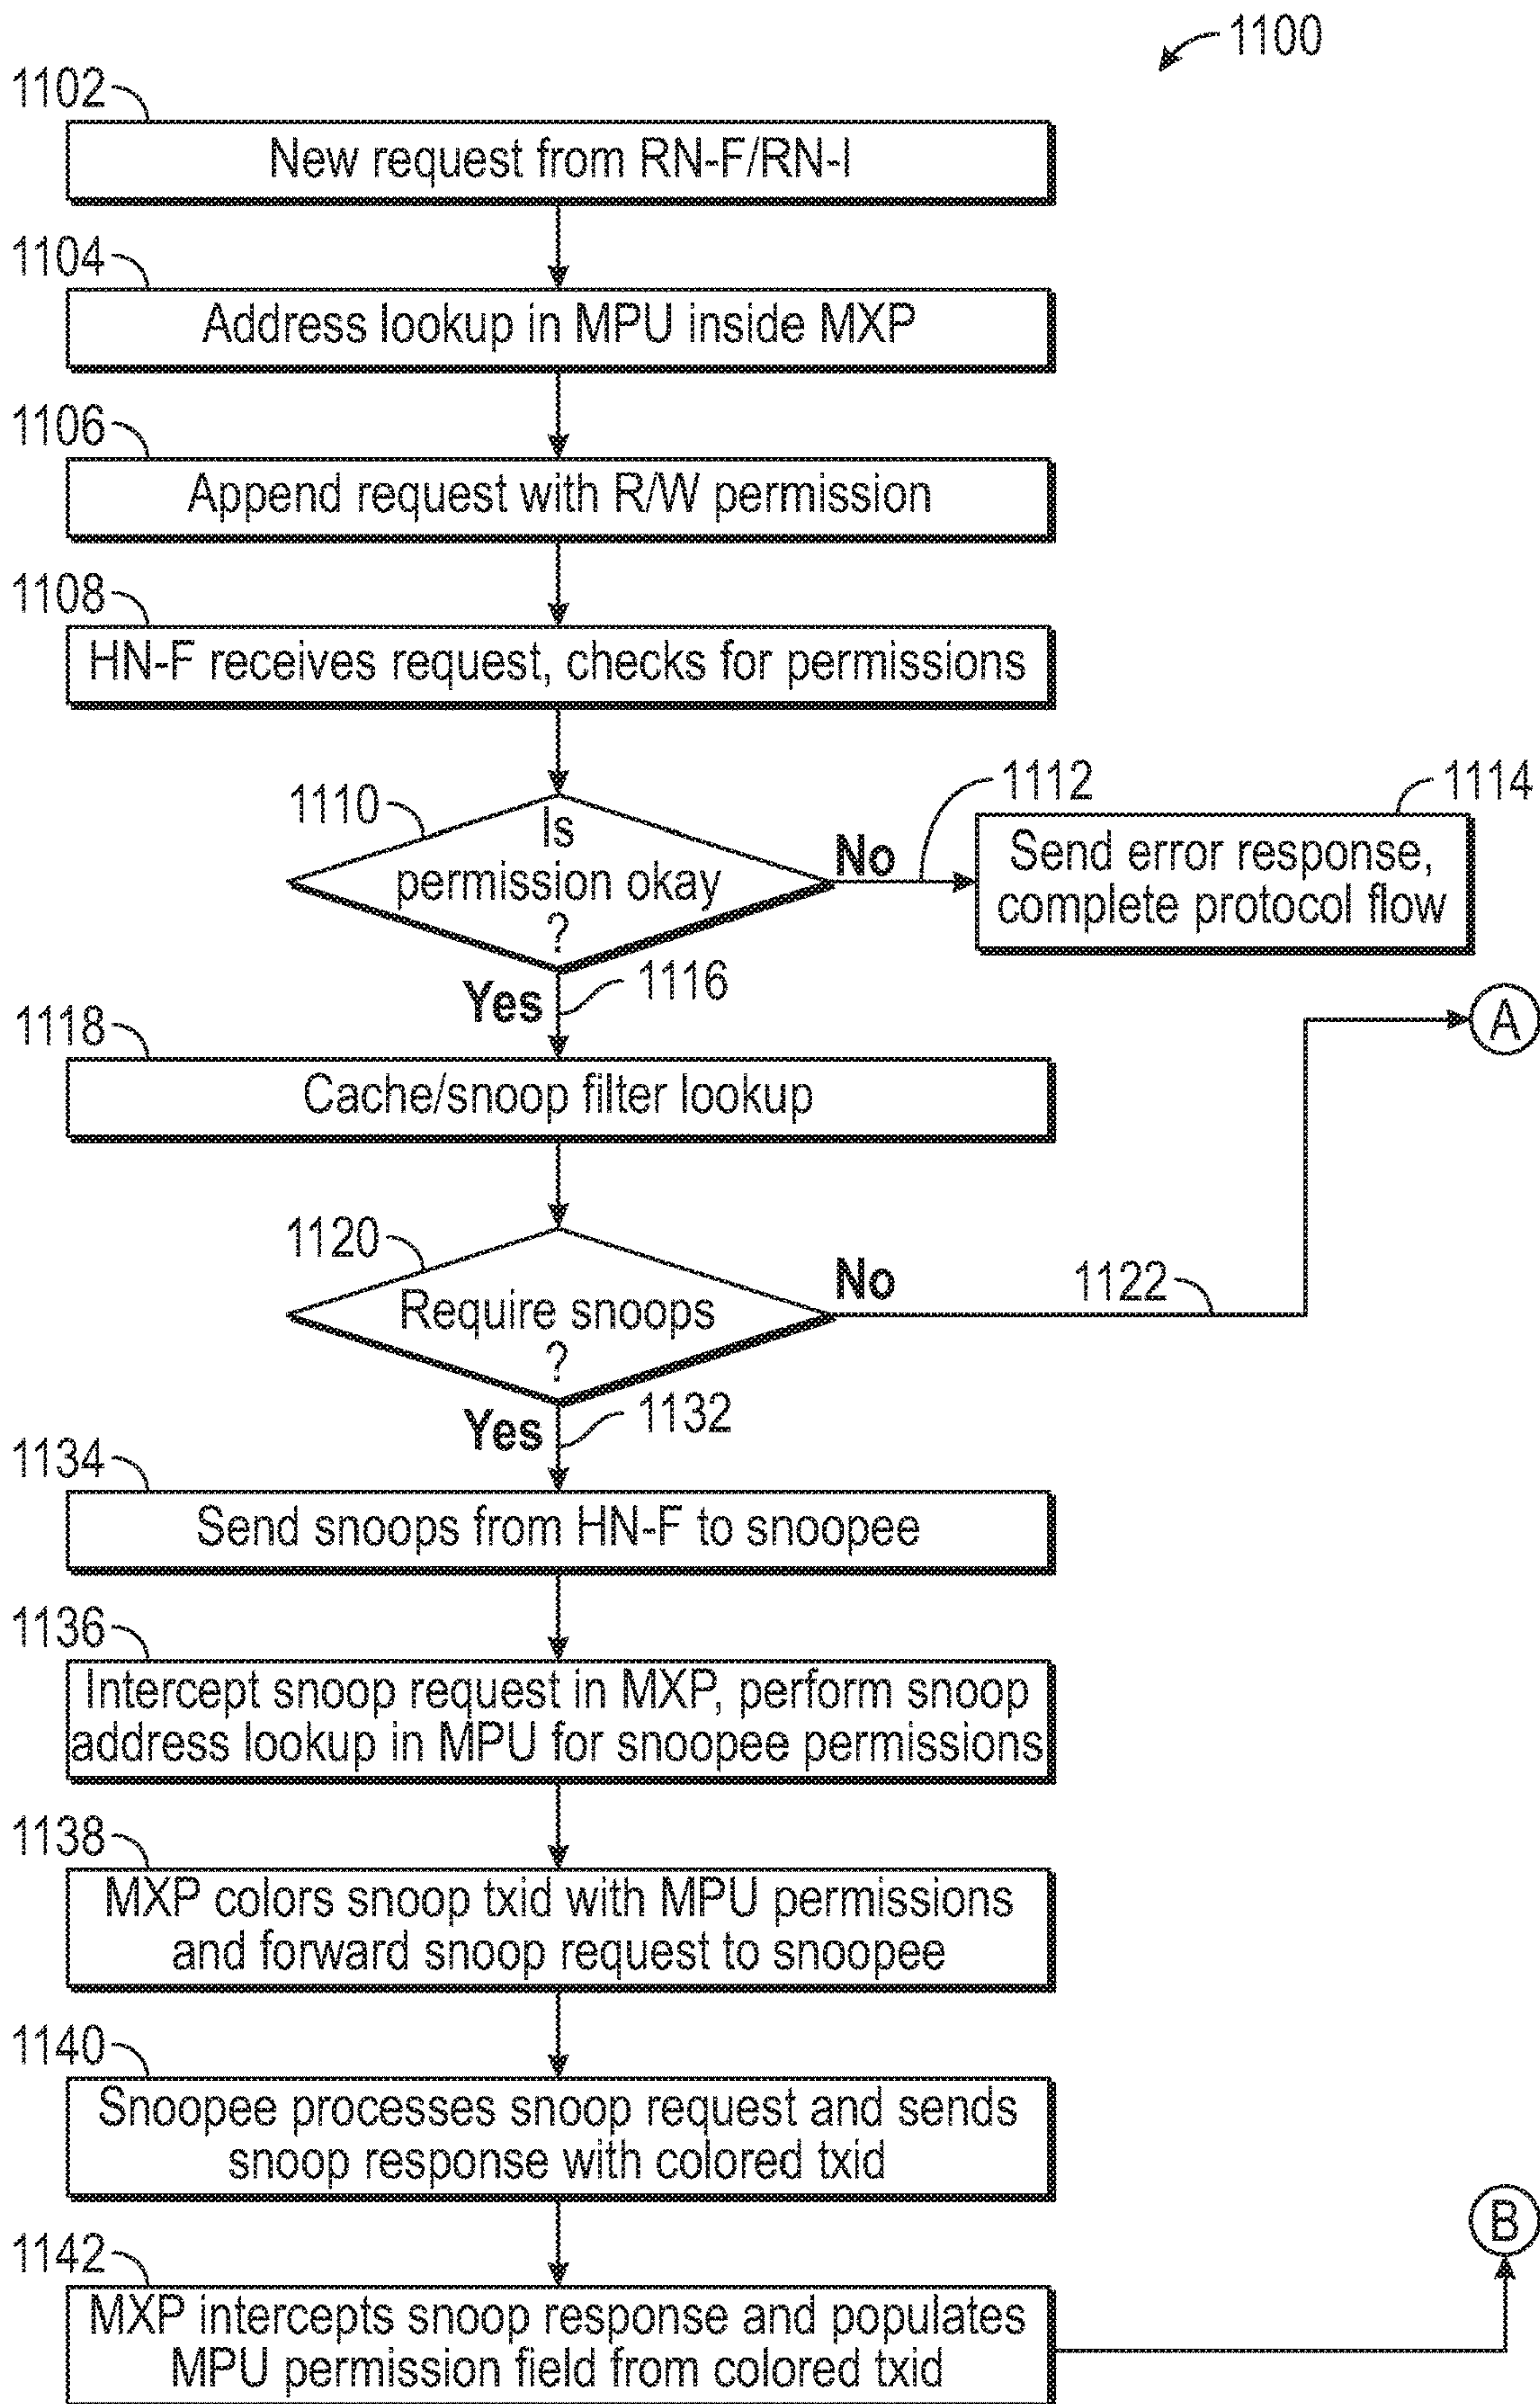 1100
1102
New request from RN-F/RN-I
1104
Address lookup in MPU inside MXP
1106
Append request with R/W permission
1108
HN-F receives request, checks for permissions
1110
Is
permission okay
?
No
1112
1114
Send error response,
complete protocol flow
Yes
1116
A
1118
Cache/snoop filter lookup
1120
Require snoops
?
No
1122
Yes
1132
1134
Send snoops from HN-F to snoopee
1136
Intercept snoop request in MXP, perform snoop
address lookup in MPU for snoopee permissions
1138
MXP colors snoop txid with MPU permissions
and forward snoop request to snoopee
1140
Snoopee processes snoop request and sends
snoop response with colored txid
B
1142
MXP intercepts snoop response and populates
MPU permission field from colored txid